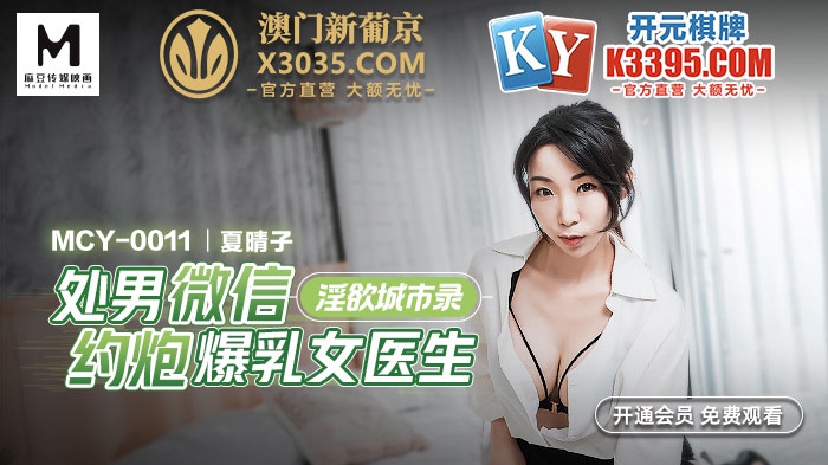 M
麻豆传媒映画
Model Media
澳门新葡京
X3035.COM
-官方直营 大额无忧-
KY
开元棋牌
K3395.COM
-官方直营 大额无忧-
MCY-0011 | 夏晴子
处男微信
淫欲城市录
约炮爆乳女医生
开通会员 免费观看